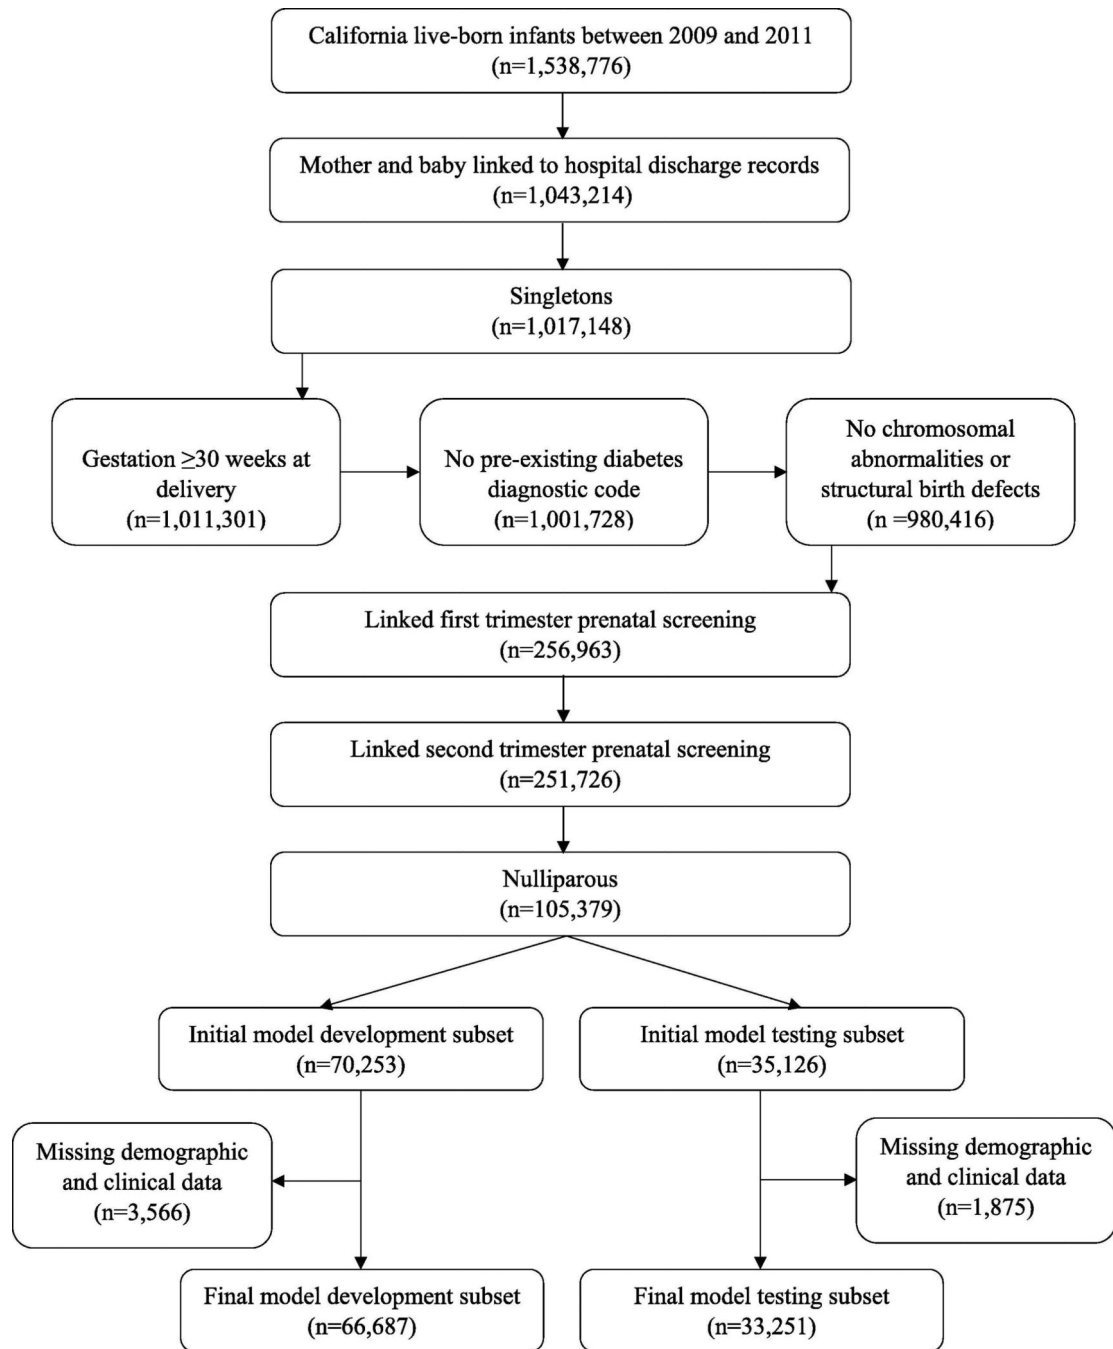 California live-born infants between 2009 and 2011
(n=1,538,776)
Mother and baby linked to hospital discharge records
(n=1,043,214)
Singletons
(n=1,017,148)
Gestation ≥30 weeks at
delivery
(n=1,011,301)
No pre-existing diabetes
diagnostic code
(n=1,001,728)
No chromosomal
abnormalities or
structural birth defects
(n =980,416)
Linked first trimester prenatal screening
(n=256,963)
Linked second trimester prenatal screening
(n=251,726)
Nulliparous
(n=105,379)
Initial model development subset
(n=70,253)
Initial model testing subset
(n=35,126)
Missing demographic
and clinical data
(n=3,566)
Missing demographic
and clinical data
(n=1,875)
Final model development subset
(n=66,687)
Final model testing subset
(n=33,251)